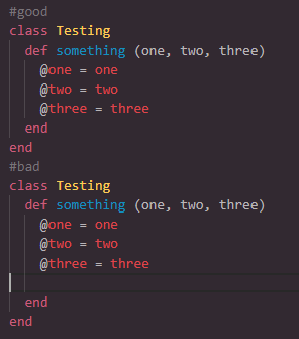 #good
class Testing
  def something (one, two, three)
    @one = one
    @two = two
    @three = three
  end
end
#bad
class Testing
  def something (one, two, three)
    @one = one
    @two = two
    @three = three

  end
end